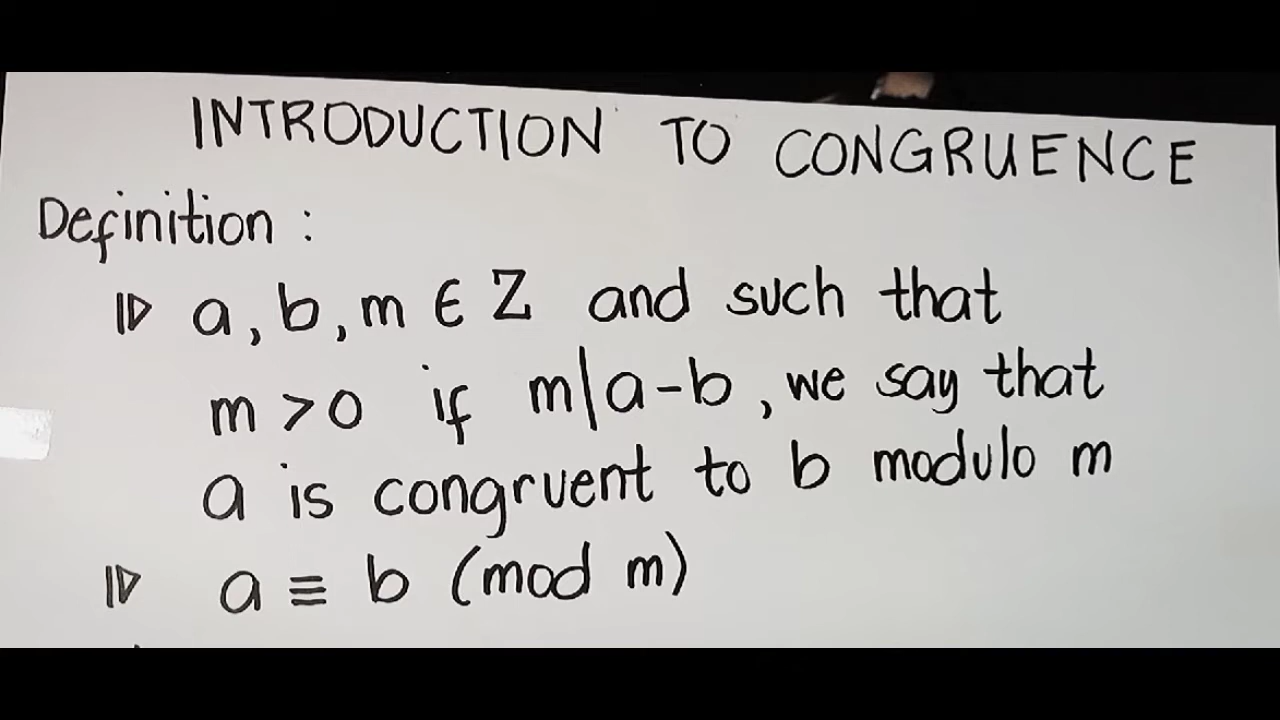 INTRODUCTION TO CONGRUENCE
Definition :
a, b, m ∈ Z and such that
m > 0 if m|a-b, we say that
a is congruent to b modulo m
a ≡ b (mod m)